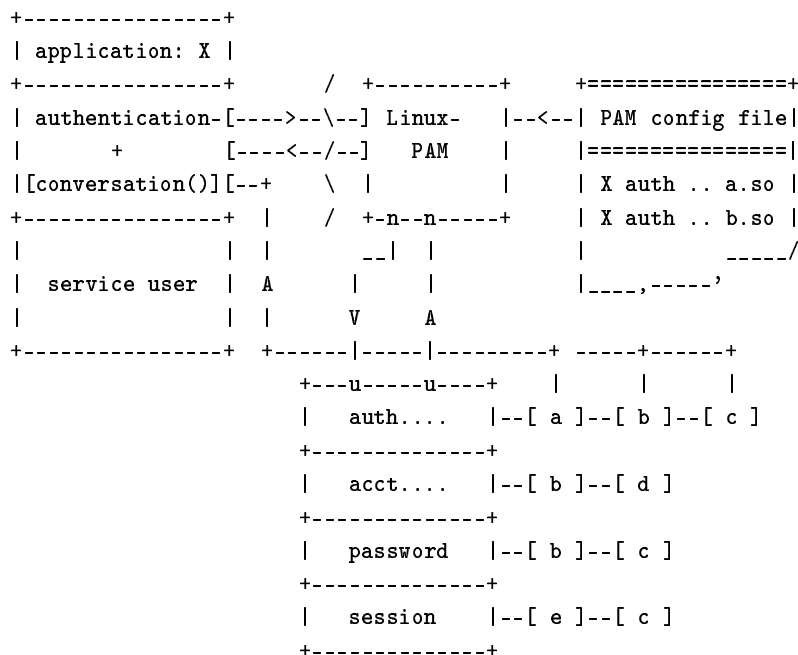 +----------------+
| application: X |
+----------------+       /  +----------+     +================+
| authentication-[---->--\--] Linux-   |--<--| PAM config file|
|       +        [----<--/--]   PAM    |     |================|
|[conversation()][--+    \  |          |     | X auth .. a.so |
+----------------+  |    /  +-n--n-----+     | X auth .. b.so |
|                |  |       __|  |           |           _____/
|  service user  |  A      |     |           |____,-----'
|                |  |      V     A
+----------------+  +------|-----|---------+ -----+------+
                       +---u-----u----+    |      |      |
                       |   auth....   |--[ a ]--[ b ]--[ c ]
                       +--------------+
                       |   acct....   |--[ b ]--[ d ]
                       +--------------+
                       |   password   |--[ b ]--[ c ]
                       +--------------+
                       |   session    |--[ e ]--[ c ]
                       +--------------+